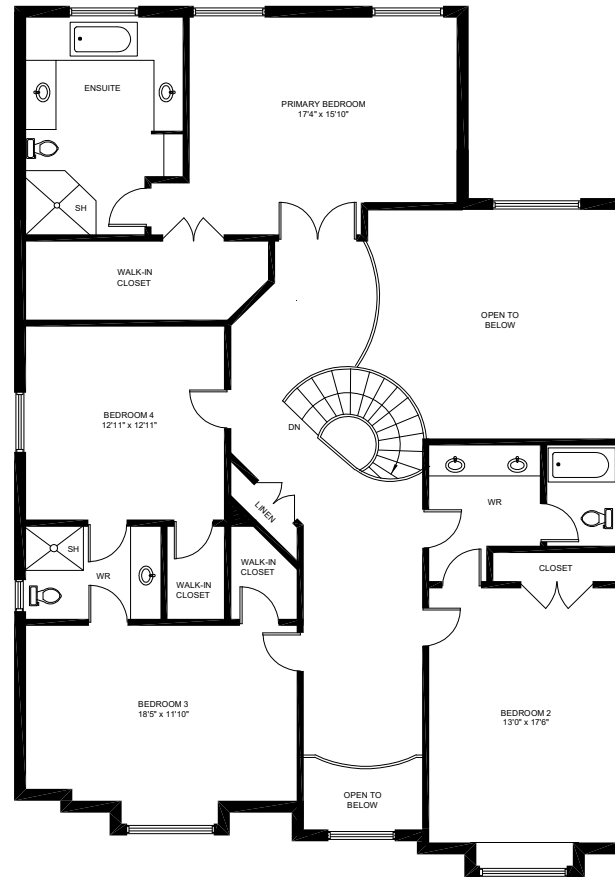 ENSUITE
PRIMARY BEDROOM
17'4" x 15'10"
SH
WALK-IN
CLOSET
OPEN TO
BELOW
BEDROOM 4
12'11" x 12'11"
DN
LINEN
WR
SH
WR
WALK-IN
CLOSET
WALK-IN
CLOSET
CLOSET
BEDROOM 3
18'5" x 11'10"
BEDROOM 2
13'0" x 17'6"
OPEN TO
BELOW